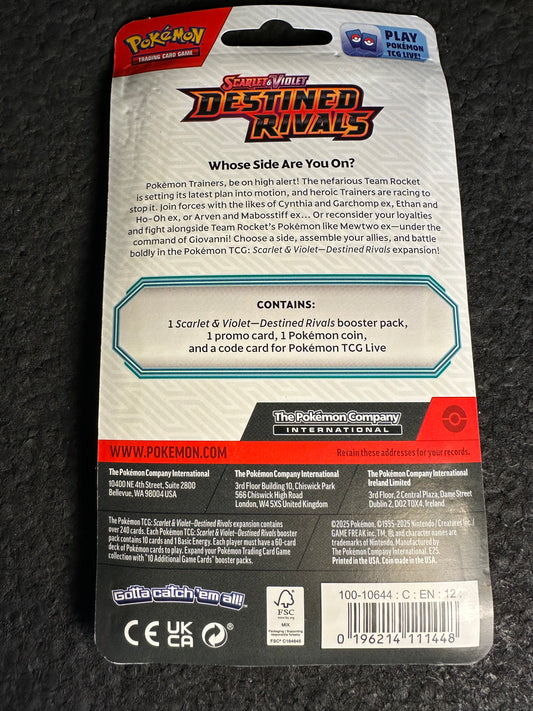 Pokémon
TRADING CARD GAME
PLAY
POKÉMON
TCG LIVE!
SCARLET & VIOLET
DESTINED
RIVALS
Whose Side Are You On?
Pokémon Trainers, be on high alert! The nefarious Team Rocket
is setting its latest plan into motion, and heroic Trainers are racing to
stop it. Join forces with the likes of Cynthia and Garchomp ex, Ethan and
Ho-Oh ex, or Arven and Mabosstiff ex... Or reconsider your loyalties
and fight alongside Team Rocket's Pokémon like Mewtwo ex—under the
command of Giovanni! Choose a side, assemble your allies, and battle
boldly in the Pokémon TCG: Scarlet & Violet—Destined Rivals expansion!
CONTAINS:
1 Scarlet & Violet—Destined Rivals booster pack,
1 promo card, 1 Pokémon coin,
and a code card for Pokémon TCG Live
The Pokémon Company
INTERNATIONAL
WWW.POKEMON.COM
Retain these addresses for your records.
The Pokémon Company International
10400 NE 4th Street, Suite 2800
Bellevue, WA 98004 USA
The Pokémon Company International
3rd Floor Building 10, Chiswick Park
566 Chiswick High Road
London, W4 5XS United Kingdom
The Pokémon Company International
Ireland Limited
3rd Floor, 2 Central Plaza, Dame Street
Dublin 2, D02 T0X4, Ireland
The Pokémon TCG: Scarlet & Violet—Destined Rivals expansion contains
over 240 cards. Each Pokémon TCG: Scarlet & Violet—Destined Rivals booster
pack contains 10 cards and 1 Basic Energy. Each player must have a 60-card
deck of Pokémon cards to play. Expand your Pokémon Trading Card Game
collection with "10 Additional Game Cards" booster packs.
©2025 Pokémon. ©1995-2025 Nintendo / Creatures Inc. /
GAME FREAK inc. TM, ®, and character names are
trademarks of Nintendo. Manufactured by
The Pokémon Company International. E25.
Printed in the USA. Coin made in the USA.
Gotta catch 'em all!
CE UK
CA
FSC
www.fsc.org
MIX
Packaging | Supporting
responsible forestry
FSC® C184848
100-10644 : C : EN : 12
0 196214 111448